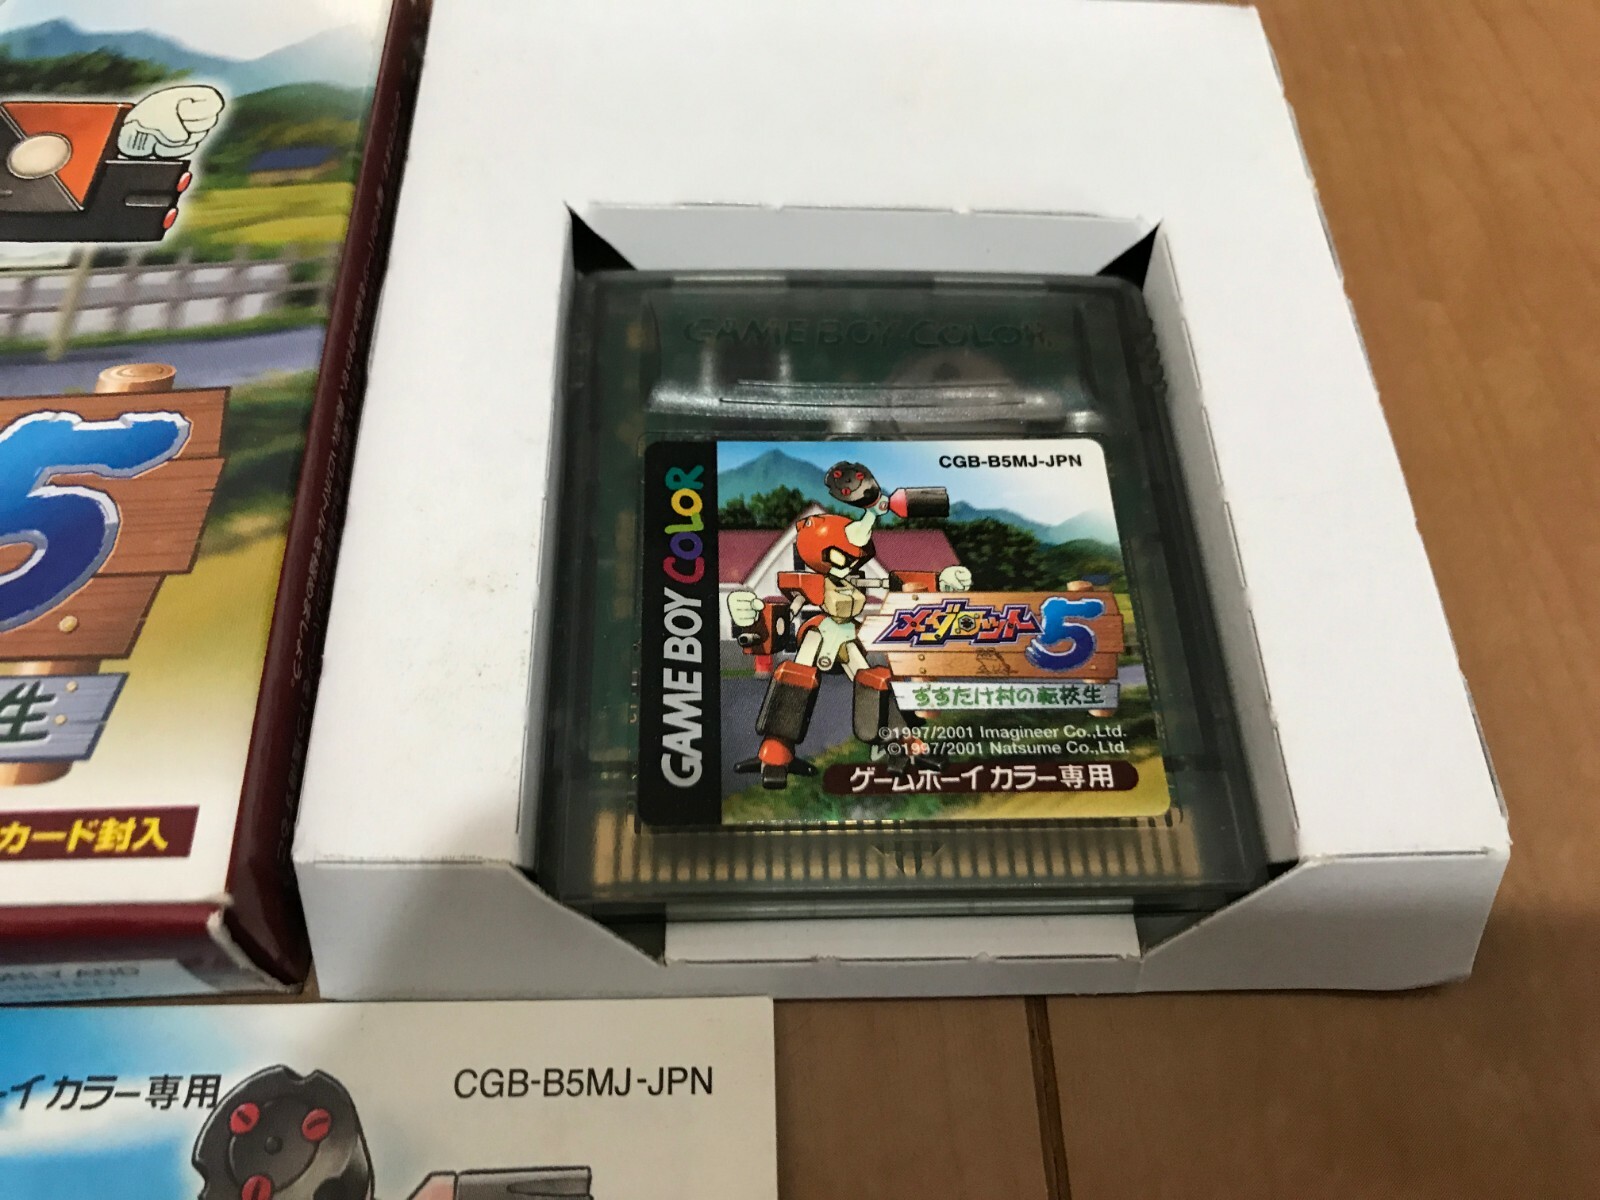 5
生
カード封入
GAME BOY COLOR
GAME BOY COLOR
CGB-B5MJ-JPN
メダロット5
すすたけ村の転校生
©1997/2001 Imagineer Co.,Ltd.
©1997/2001 Natsume Co.,Ltd.
ゲームボーイ カラー専用
ーイ カラー専用
CGB-B5MJ-JPN